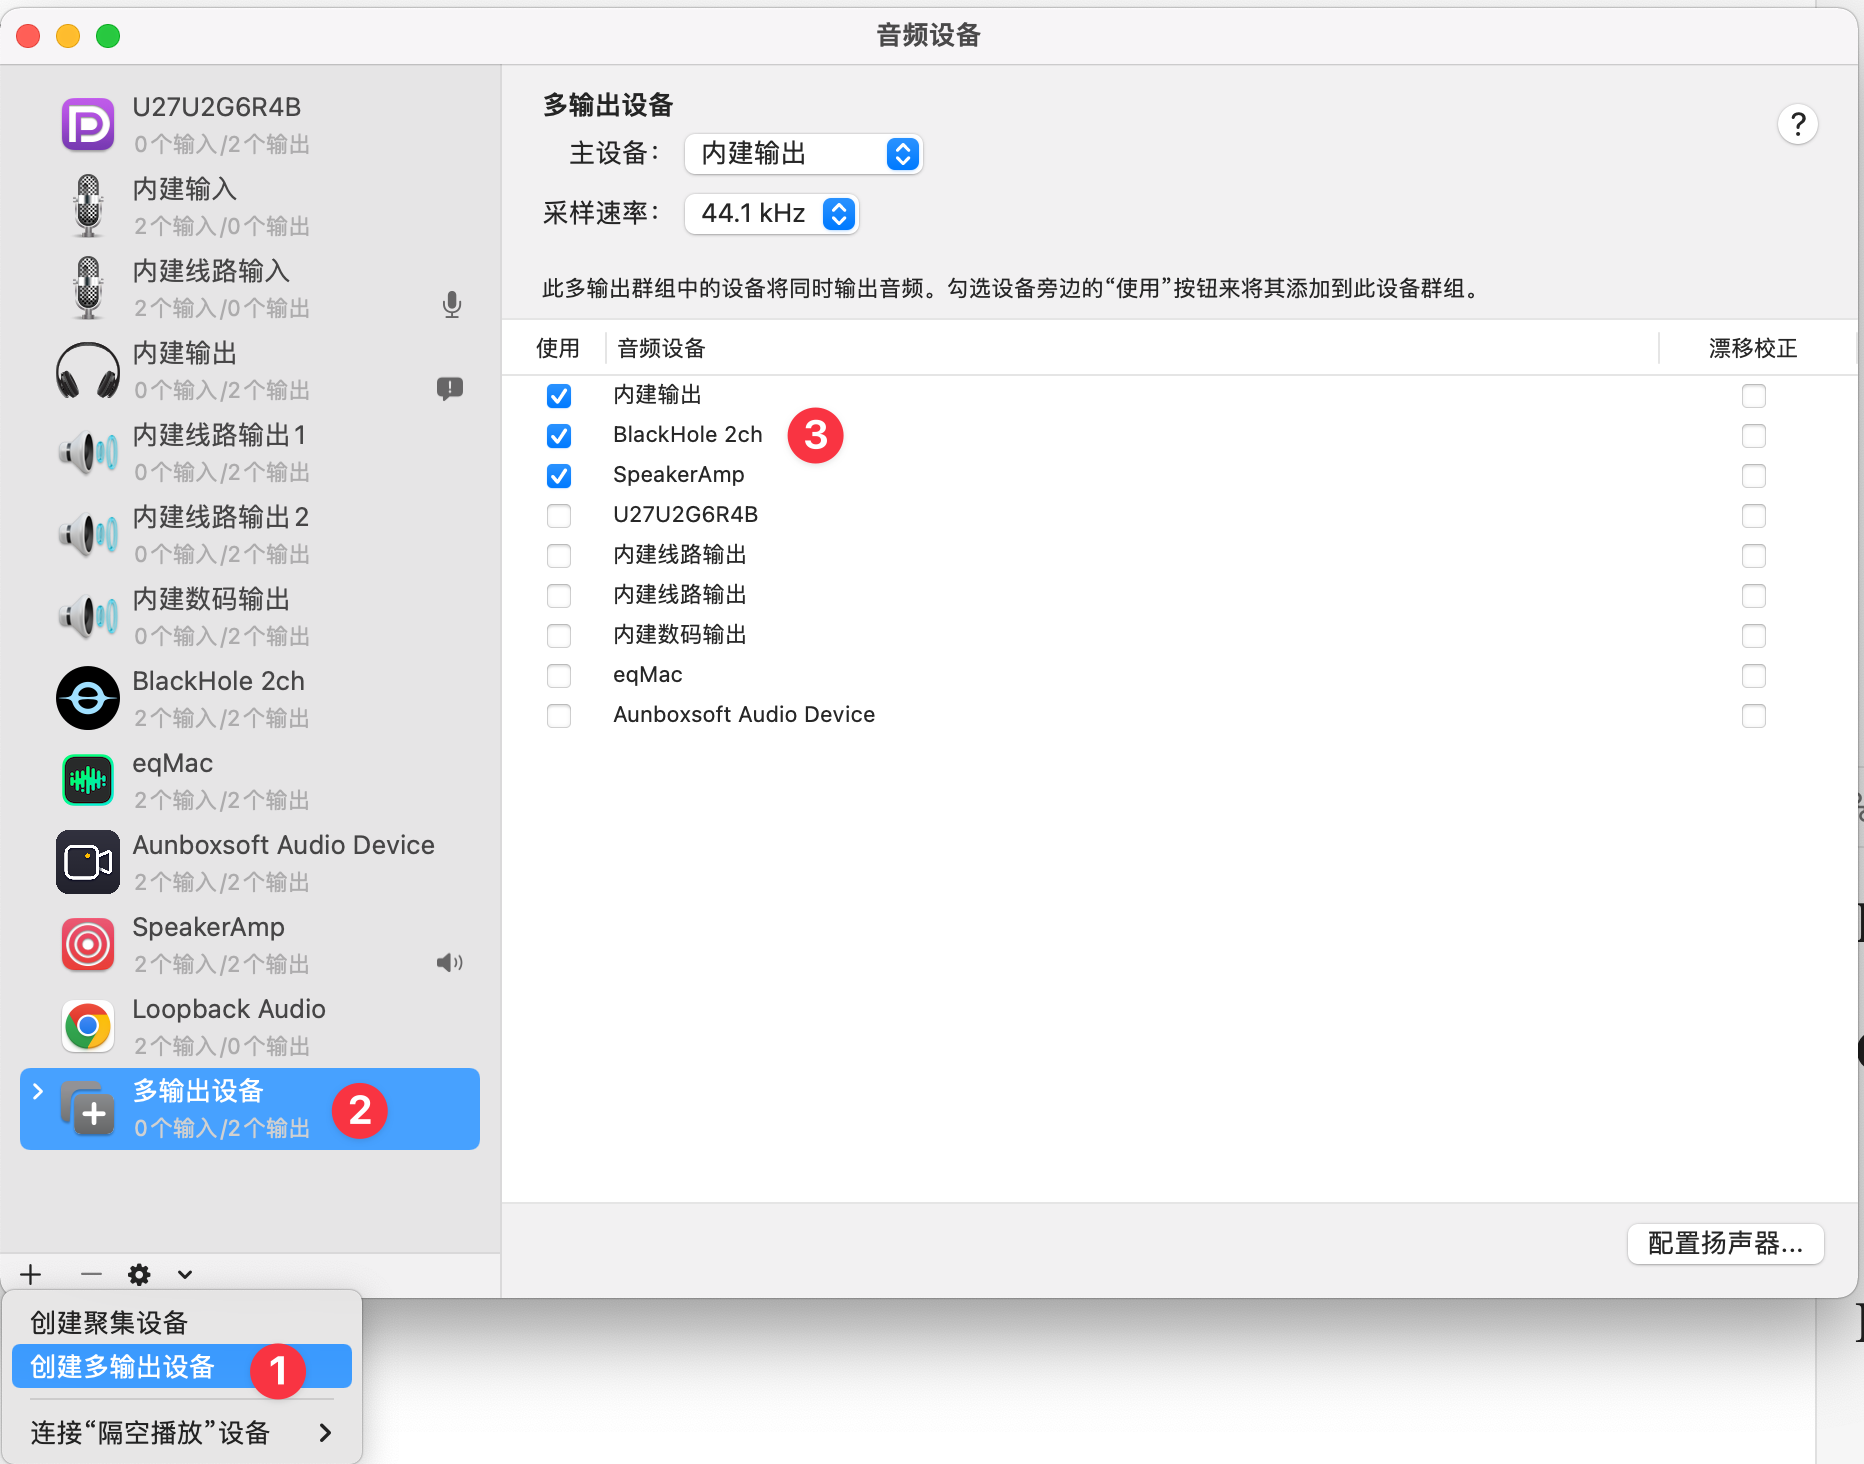 音频设备
U27U2G6R4B
0个输入/2个输出
内建输入
2个输入/0个输出
内建线路输入
2个输入/0个输出
内建输出
0个输入/2个输出
内建线路输出1
0个输入/2个输出
内建线路输出2
0个输入/2个输出
内建数码输出
0个输入/2个输出
BlackHole 2ch
2个输入/2个输出
eqMac
2个输入/2个输出
Aunboxsoft Audio Device
2个输入/2个输出
SpeakerAmp
2个输入/2个输出
Loopback Audio
2个输入/0个输出
多输出设备
0个输入/2个输出
2
创建聚集设备
创建多输出设备
1
连接“隔空播放”设备
多输出设备
?
主设备： 内建输出
采样速率： 44.1 kHz
此多输出群组中的设备将同时输出音频。勾选设备旁边的“使用”按钮来将其添加到此设备群组。
使用 音频设备 漂移校正
内建输出
BlackHole 2ch 3
SpeakerAmp
U27U2G6R4B
内建线路输出
内建线路输出
内建数码输出
eqMac
Aunboxsoft Audio Device
配置扬声器...